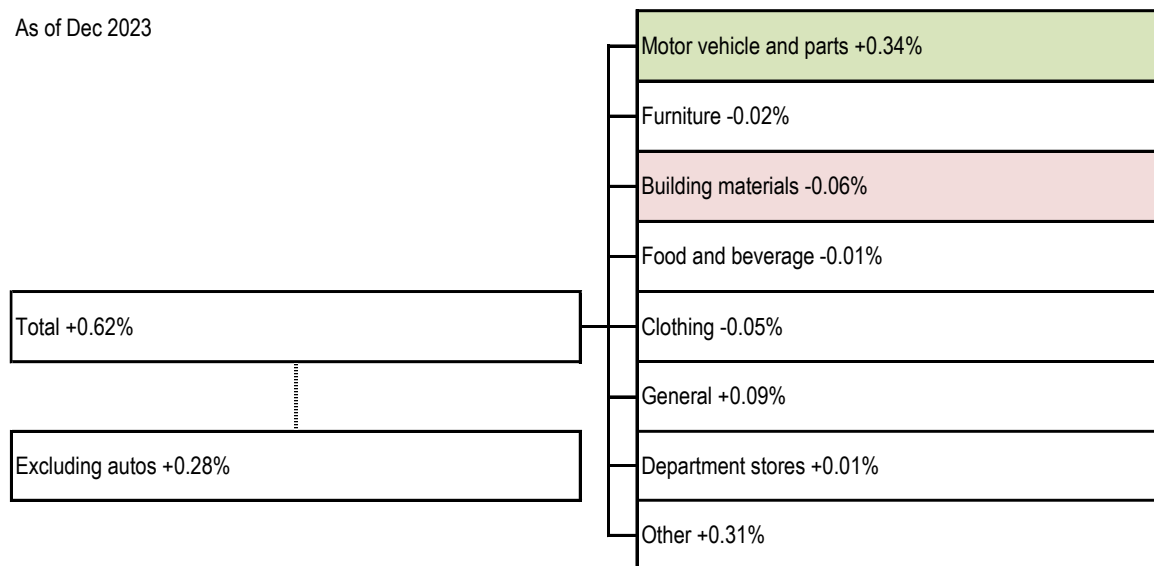 As of Dec 2023
Motor vehicle and parts +0.34%
Furniture -0.02%
Building materials -0.06%
Food and beverage -0.01%
Total +0.62%
Clothing -0.05%
General +0.09%
Excluding autos +0.28%
Department stores +0.01%
Other +0.31%